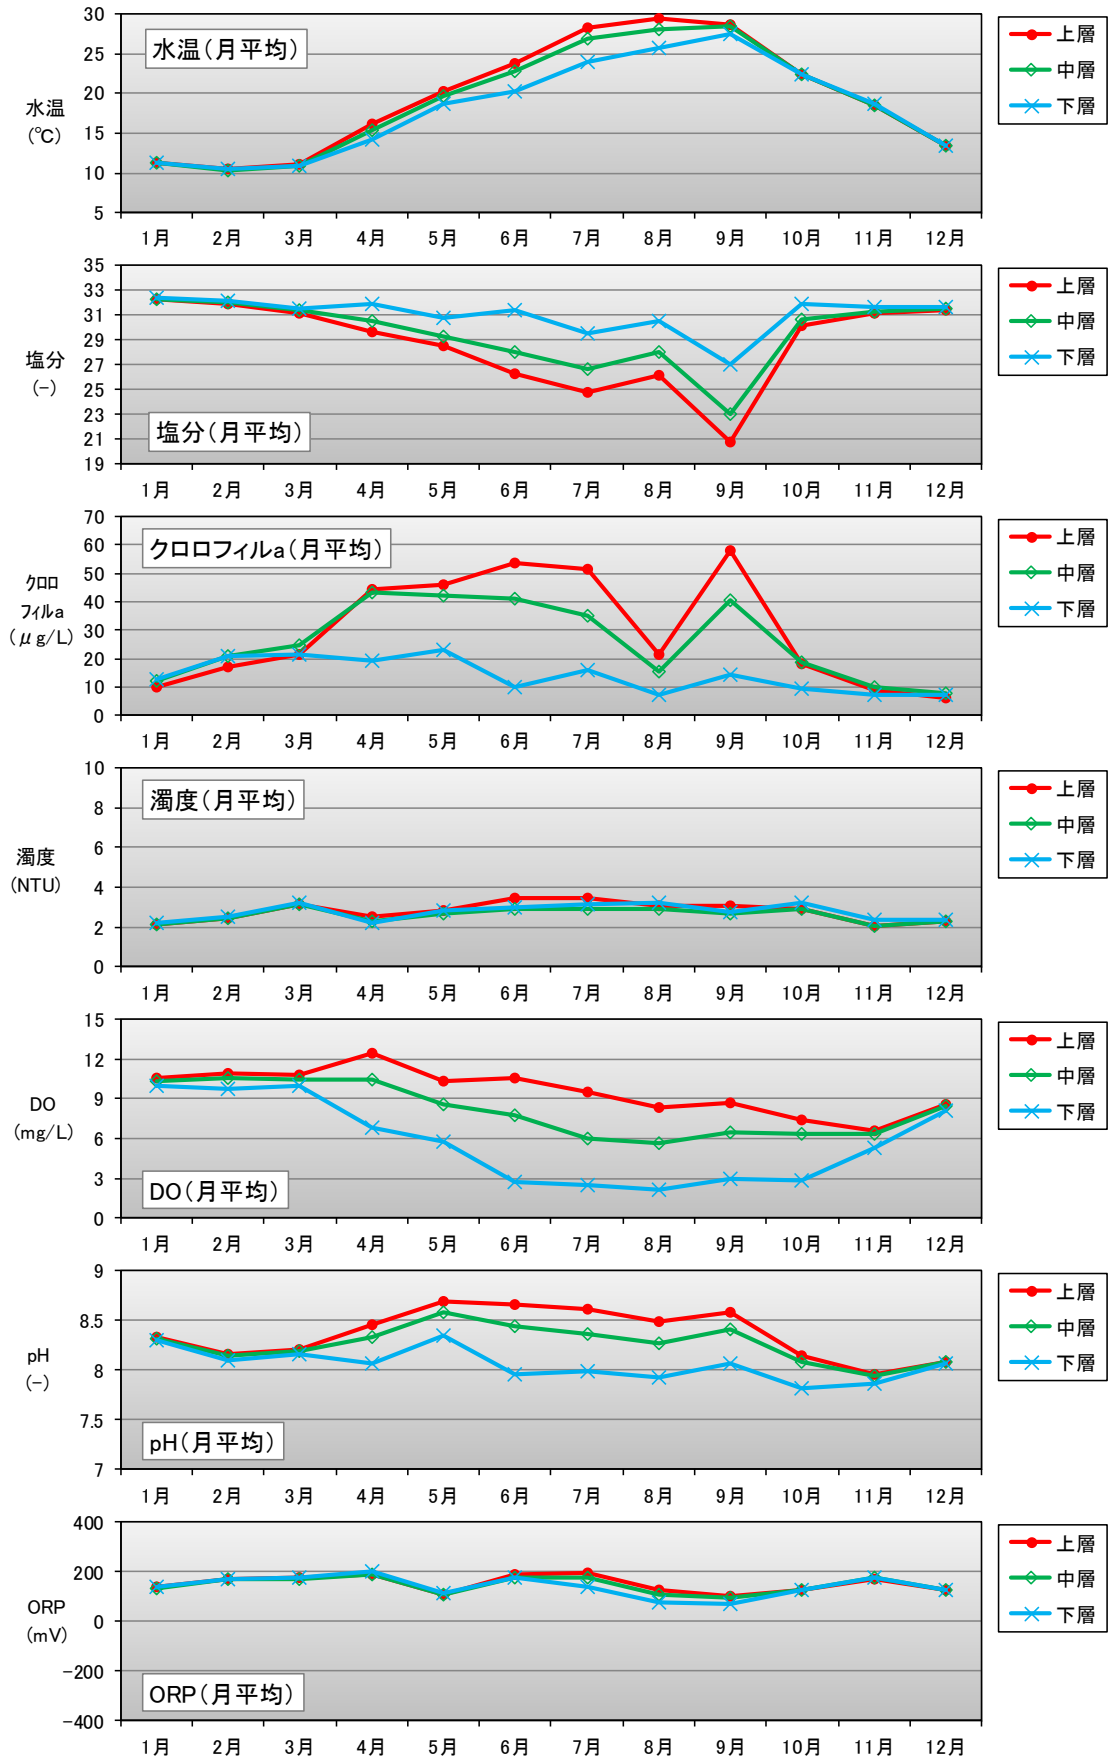 水温（月平均）
水温
（℃）
30
25
20
15
10
5
1月 2月 3月 4月 5月 6月 7月 8月 9月 10月 11月 12月
上層
中層
下層
塩分（月平均）
塩分
（-）
35
33
31
29
27
25
23
21
19
1月 2月 3月 4月 5月 6月 7月 8月 9月 10月 11月 12月
上層
中層
下層
クロロフィルa（月平均）
ｸﾛﾛ
ﾌｨﾙa
（μg/L）
70
60
50
40
30
20
10
0
1月 2月 3月 4月 5月 6月 7月 8月 9月 10月 11月 12月
上層
中層
下層
濁度（月平均）
濁度
（NTU）
10
8
6
4
2
0
1月 2月 3月 4月 5月 6月 7月 8月 9月 10月 11月 12月
上層
中層
下層
DO（月平均）
DO
（mg/L）
15
12
9
6
3
0
1月 2月 3月 4月 5月 6月 7月 8月 9月 10月 11月 12月
上層
中層
下層
pH（月平均）
pH
（-）
9
8.5
8
7.5
7
1月 2月 3月 4月 5月 6月 7月 8月 9月 10月 11月 12月
上層
中層
下層
ORP（月平均）
ORP
（mV）
400
200
0
-200
-400
1月 2月 3月 4月 5月 6月 7月 8月 9月 10月 11月 12月
上層
中層
下層